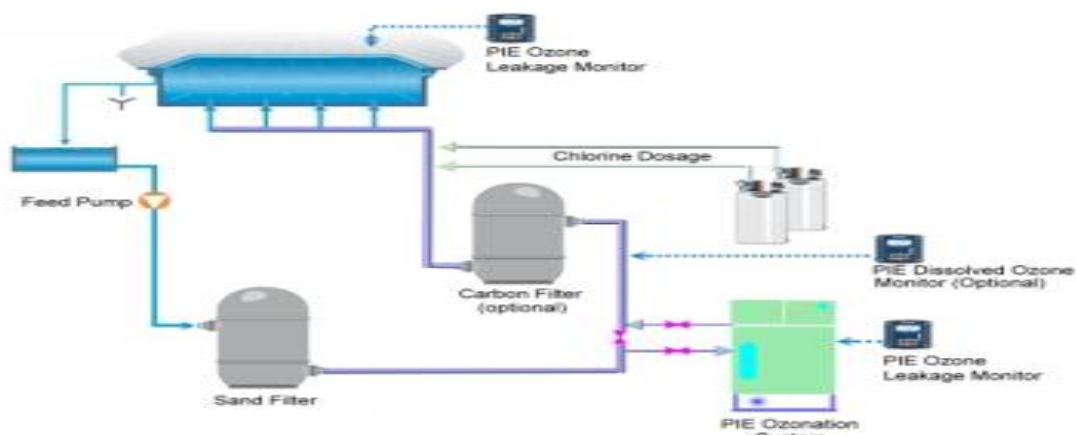 PIE Ozone
Leakage Monitor
Chlorine Dosage
Feed Pump
PIE Dissolved Ozone
Monitor (Optional)
Carbon Filter
(optional)
PIE Ozone
Leakage Monitor
Sand Filter
PIE Ozonation
System